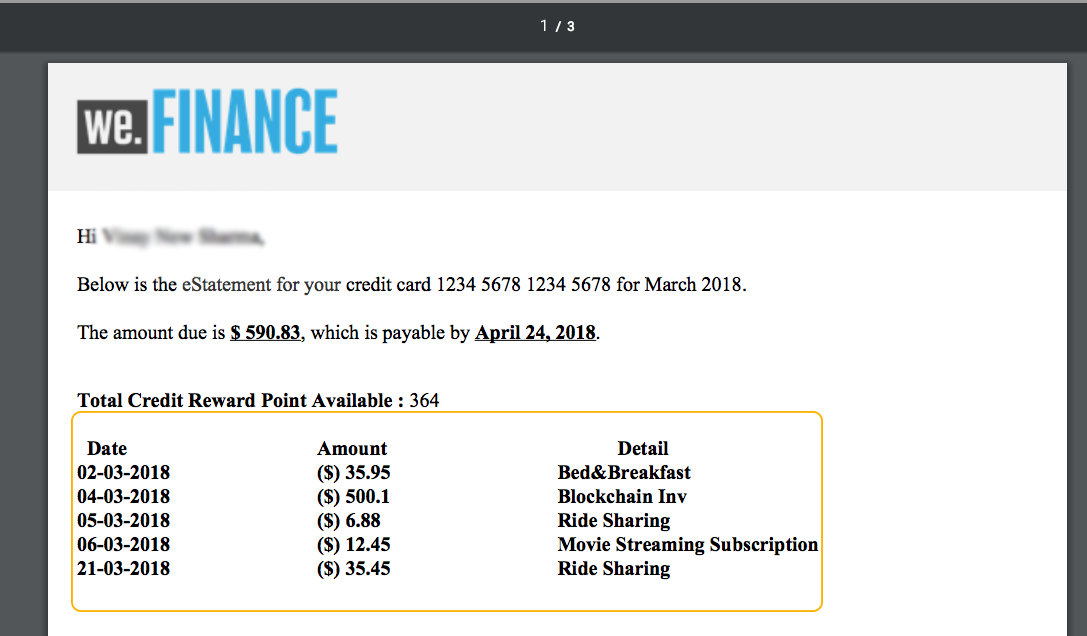 1 / 3
we.FINANCE
Hi
Below is the eStatement for your credit card 1234 5678 1234 5678 for March 2018.
The amount due is $ 590.83, which is payable by April 24, 2018.
Total Credit Reward Point Available : 364
Date Amount Detail
02-03-2018 ($) 35.95 Bed&Breakfast
04-03-2018 ($) 500.1 Blockchain Inv
05-03-2018 ($) 6.88 Ride Sharing
06-03-2018 ($) 12.45 Movie Streaming Subscription
21-03-2018 ($) 35.45 Ride Sharing